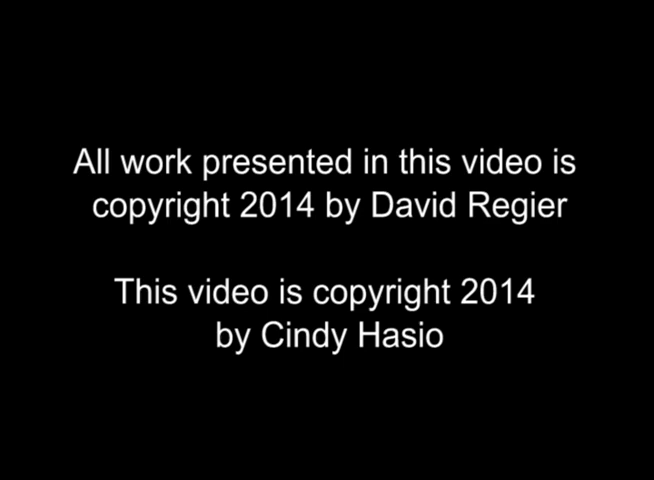 All work presented in this video is
copyright 2014 by David Regier
This video is copyright 2014
by Cindy Hasio